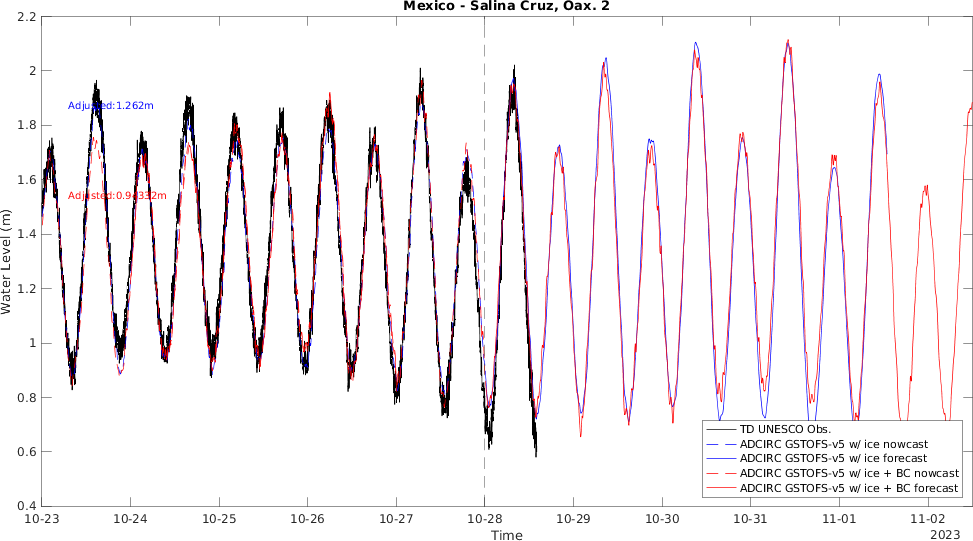 Mexico - Salina Cruz, Oax. 2
2.2
2
1.8
1.6
1.4
1.2
1
0.8
0.6
0.4
Water Level (m)
Adjusted:1.262m
Adjusted:0.94332m
TD UNESCO Obs.
ADCIRC GSTOFS-v5 w/ ice nowcast
ADCIRC GSTOFS-v5 w/ ice forecast
ADCIRC GSTOFS-v5 w/ ice + BC nowcast
ADCIRC GSTOFS-v5 w/ ice + BC forecast
10-23 10-24 10-25 10-26 10-27 10-28 10-29 10-30 10-31 11-01 11-02
Time
2023